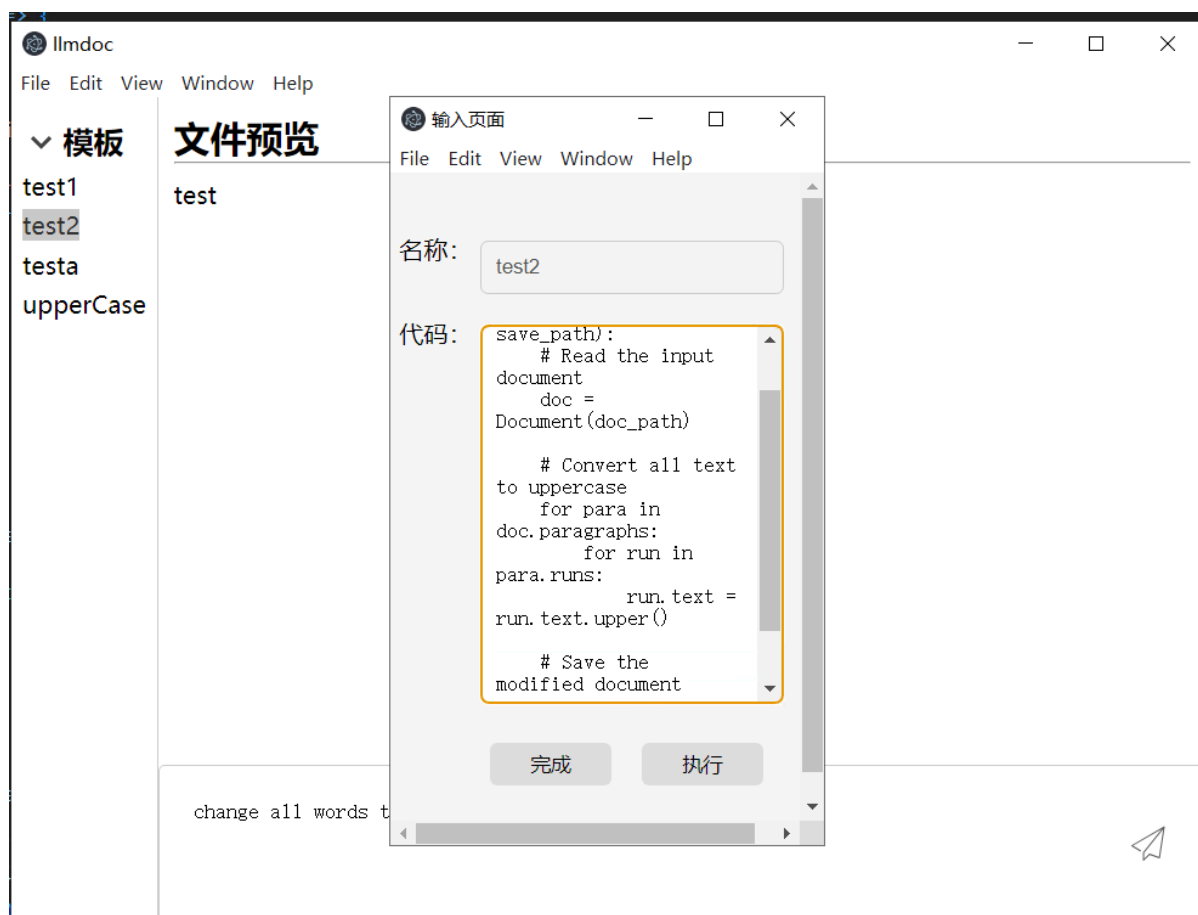 => {
llmdoc
File Edit View Window Help
模板
test1
test2
testa
upperCase
文件预览
test
输入页面
File Edit View Window Help
名称：
test2
代码：
save_path):
# Read the input
document
doc =
Document(doc_path)
# Convert all text
to uppercase
for para in
doc.paragraphs:
for run in
para.runs:
run.text =
run.text.upper()
# Save the
modified document
完成 执行
change all words t